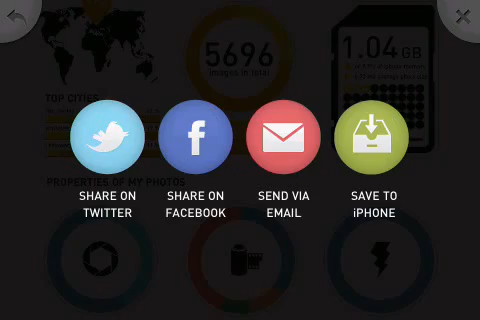 5696
images in total
1.04 GB
TOP CITIES
PROPERTIES OF MY PHOTOS
SHARE ON
TWITTER
SHARE ON
FACEBOOK
SEND VIA
EMAIL
SAVE TO
iPHONE